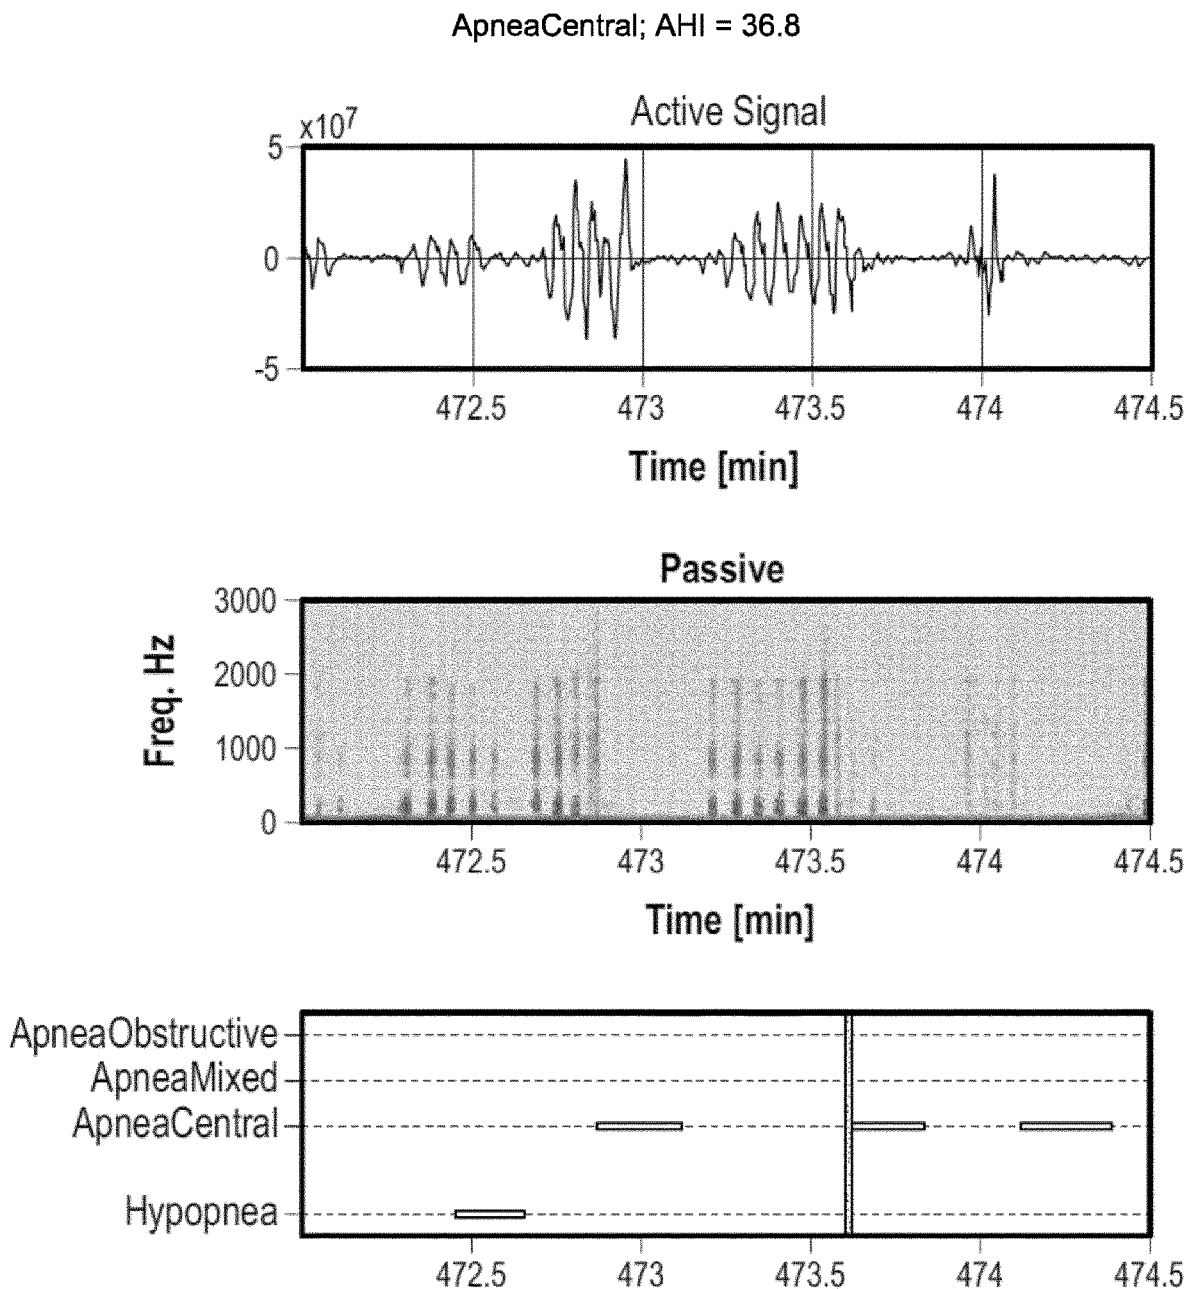 ApneaCentral; AHI = 36.8
Active Signal
x10⁷
5
0
-5
472.5 473 473.5 474 474.5
Time [min]
Passive
Freq. Hz
3000
2000
1000
0
472.5 473 473.5 474 474.5
Time [min]
ApneaObstructive
ApneaMixed
ApneaCentral
Hypopnea
472.5 473 473.5 474 474.5